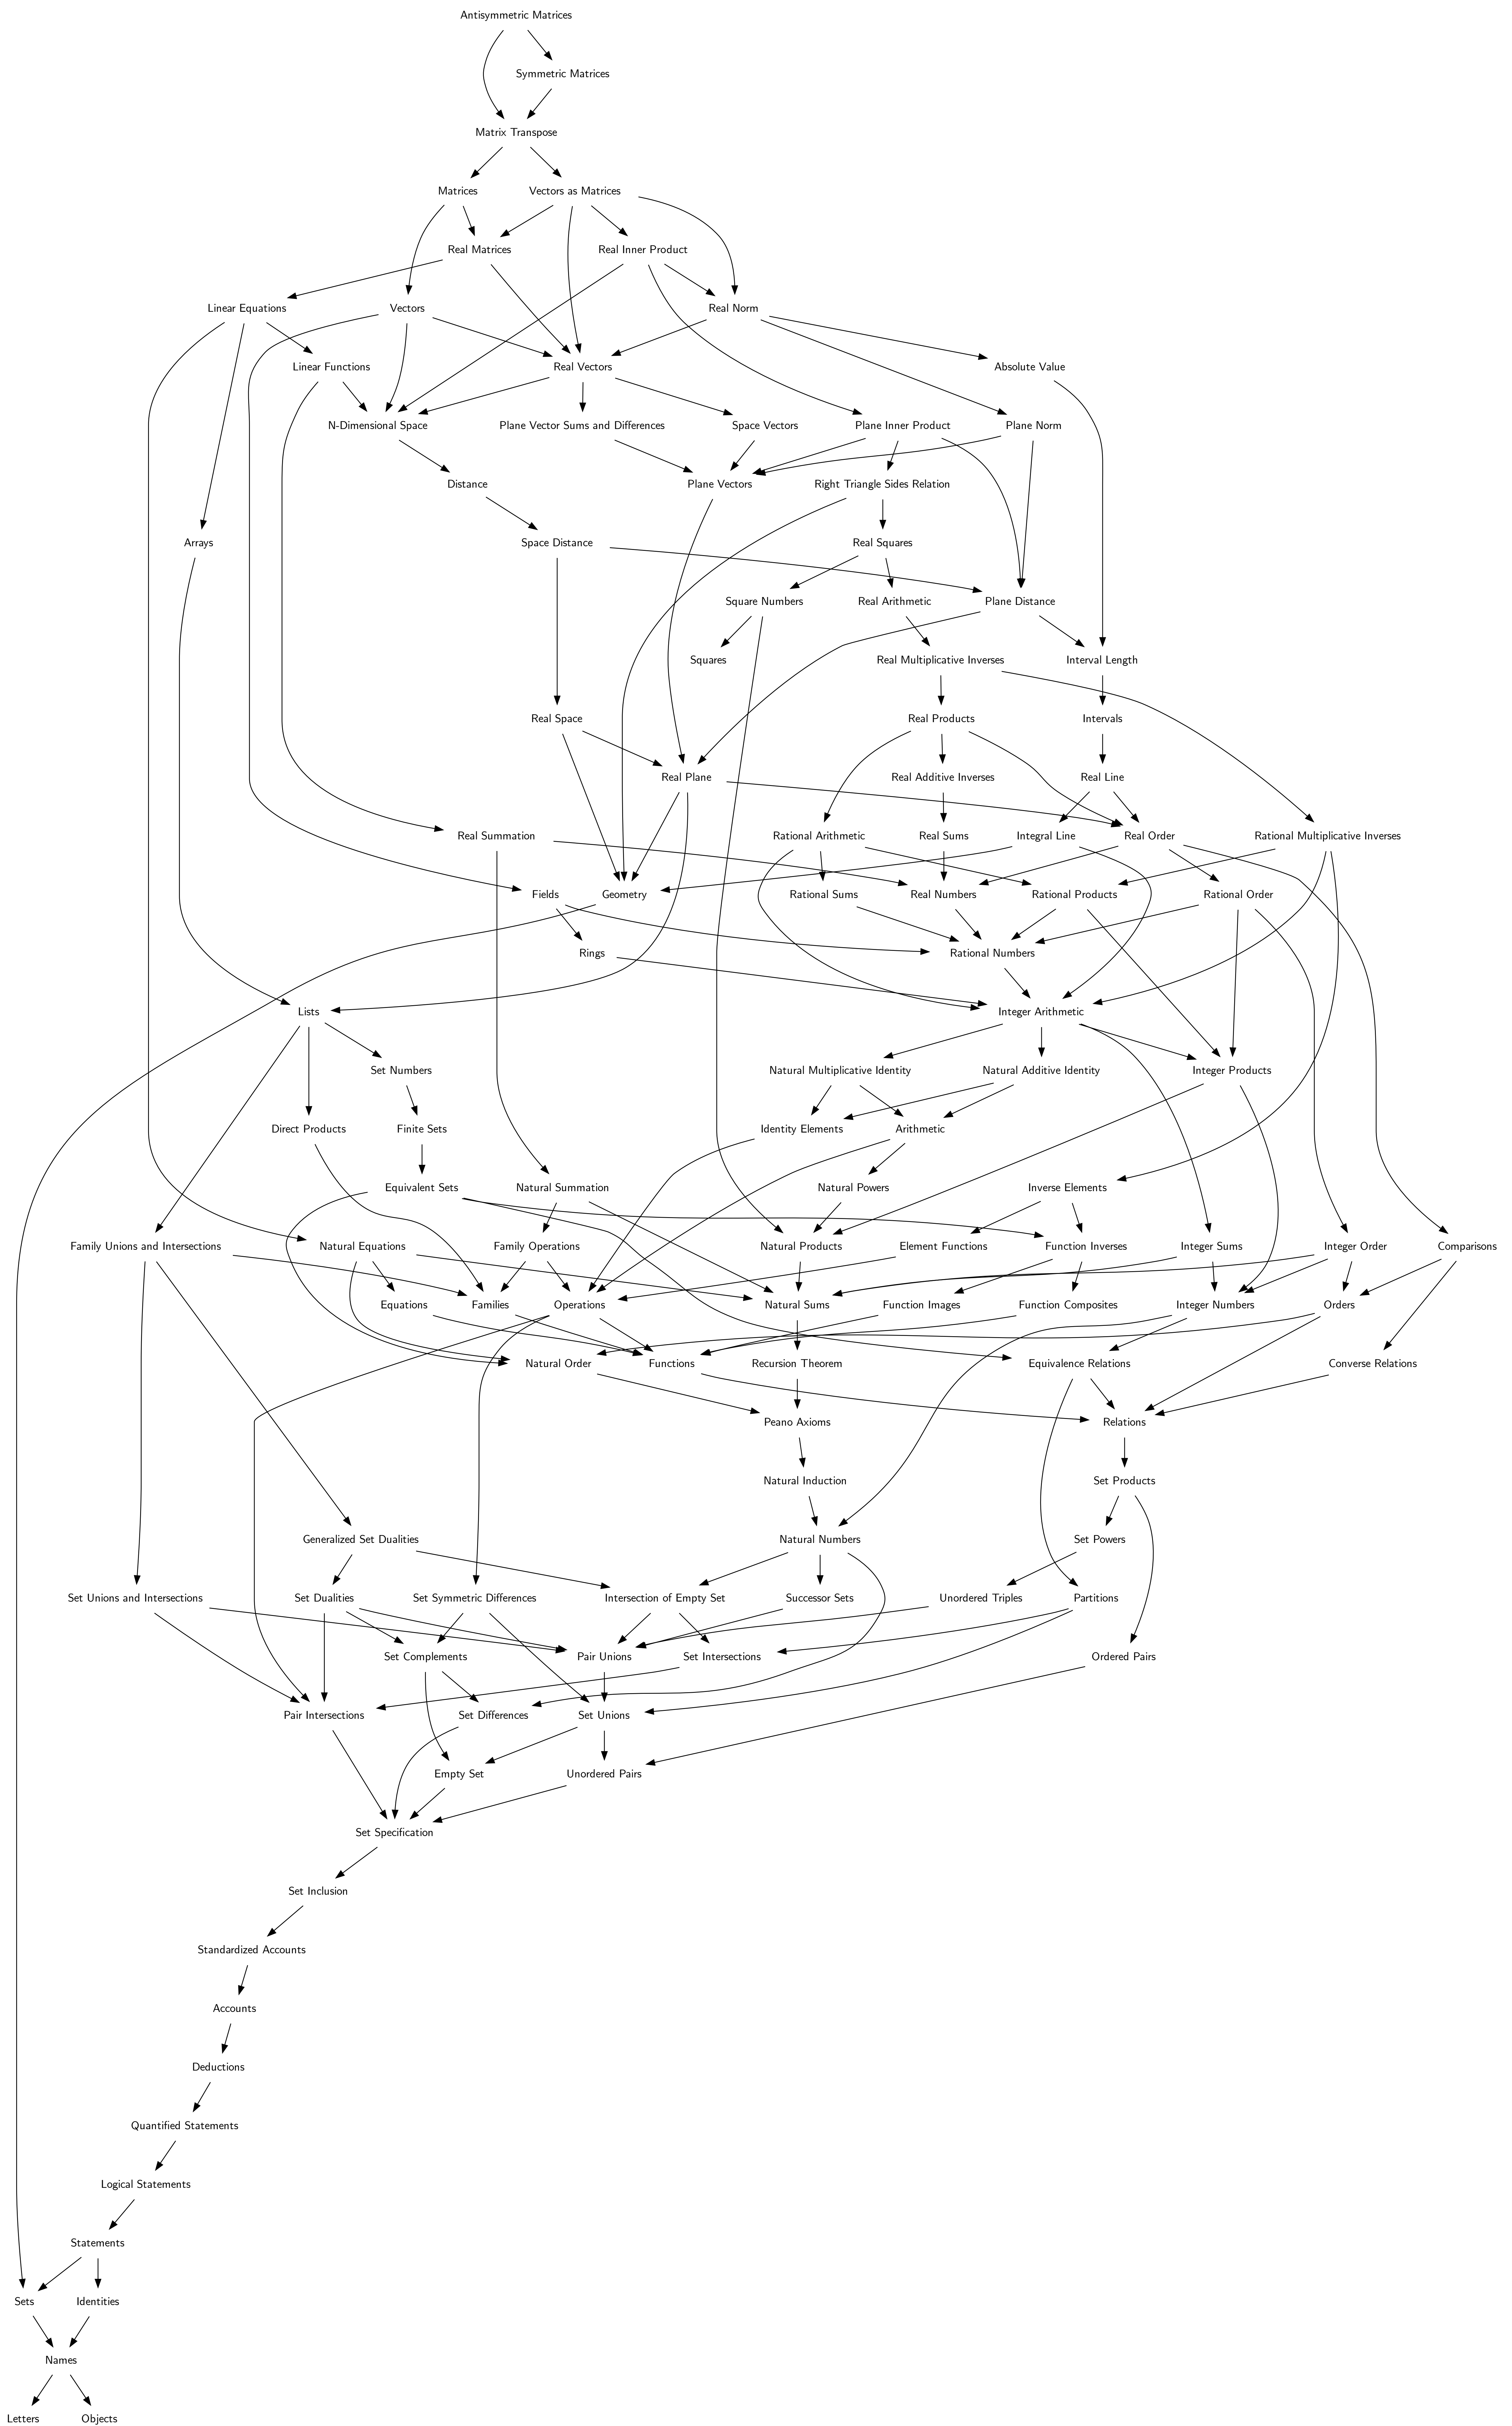 Antisymmetric Matrices
Symmetric Matrices
Matrix Transpose
Matrices
Vectors as Matrices
Real Matrices
Real Inner Product
Linear Equations
Vectors
Real Norm
Linear Functions
Real Vectors
Absolute Value
N-Dimensional Space
Plane Vector Sums and Differences
Space Vectors
Plane Inner Product
Plane Norm
Distance
Plane Vectors
Right Triangle Sides Relation
Arrays
Space Distance
Real Squares
Square Numbers
Real Arithmetic
Plane Distance
Squares
Real Multiplicative Inverses
Interval Length
Real Space
Real Products
Intervals
Real Plane
Real Additive Inverses
Real Line
Real Summation
Rational Arithmetic
Real Sums
Integral Line
Real Order
Rational Multiplicative Inverses
Fields
Geometry
Rational Sums
Real Numbers
Rational Products
Rational Order
Rings
Rational Numbers
Lists
Integer Arithmetic
Set Numbers
Natural Multiplicative Identity
Natural Additive Identity
Integer Products
Direct Products
Finite Sets
Identity Elements
Arithmetic
Equivalent Sets
Natural Summation
Natural Powers
Inverse Elements
Family Unions and Intersections
Natural Equations
Family Operations
Natural Products
Element Functions
Function Inverses
Integer Sums
Integer Order
Comparisons
Equations
Families
Operations
Natural Sums
Function Images
Function Composites
Integer Numbers
Orders
Natural Order
Functions
Recursion Theorem
Equivalence Relations
Converse Relations
Peano Axioms
Relations
Natural Induction
Set Products
Generalized Set Dualities
Natural Numbers
Set Powers
Set Unions and Intersections
Set Dualities
Set Symmetric Differences
Intersection of Empty Set
Successor Sets
Unordered Triples
Partitions
Set Complements
Pair Unions
Set Intersections
Ordered Pairs
Pair Intersections
Set Differences
Set Unions
Empty Set
Unordered Pairs
Set Specification
Set Inclusion
Standardized Accounts
Accounts
Deductions
Quantified Statements
Logical Statements
Statements
Sets
Identities
Names
Letters
Objects